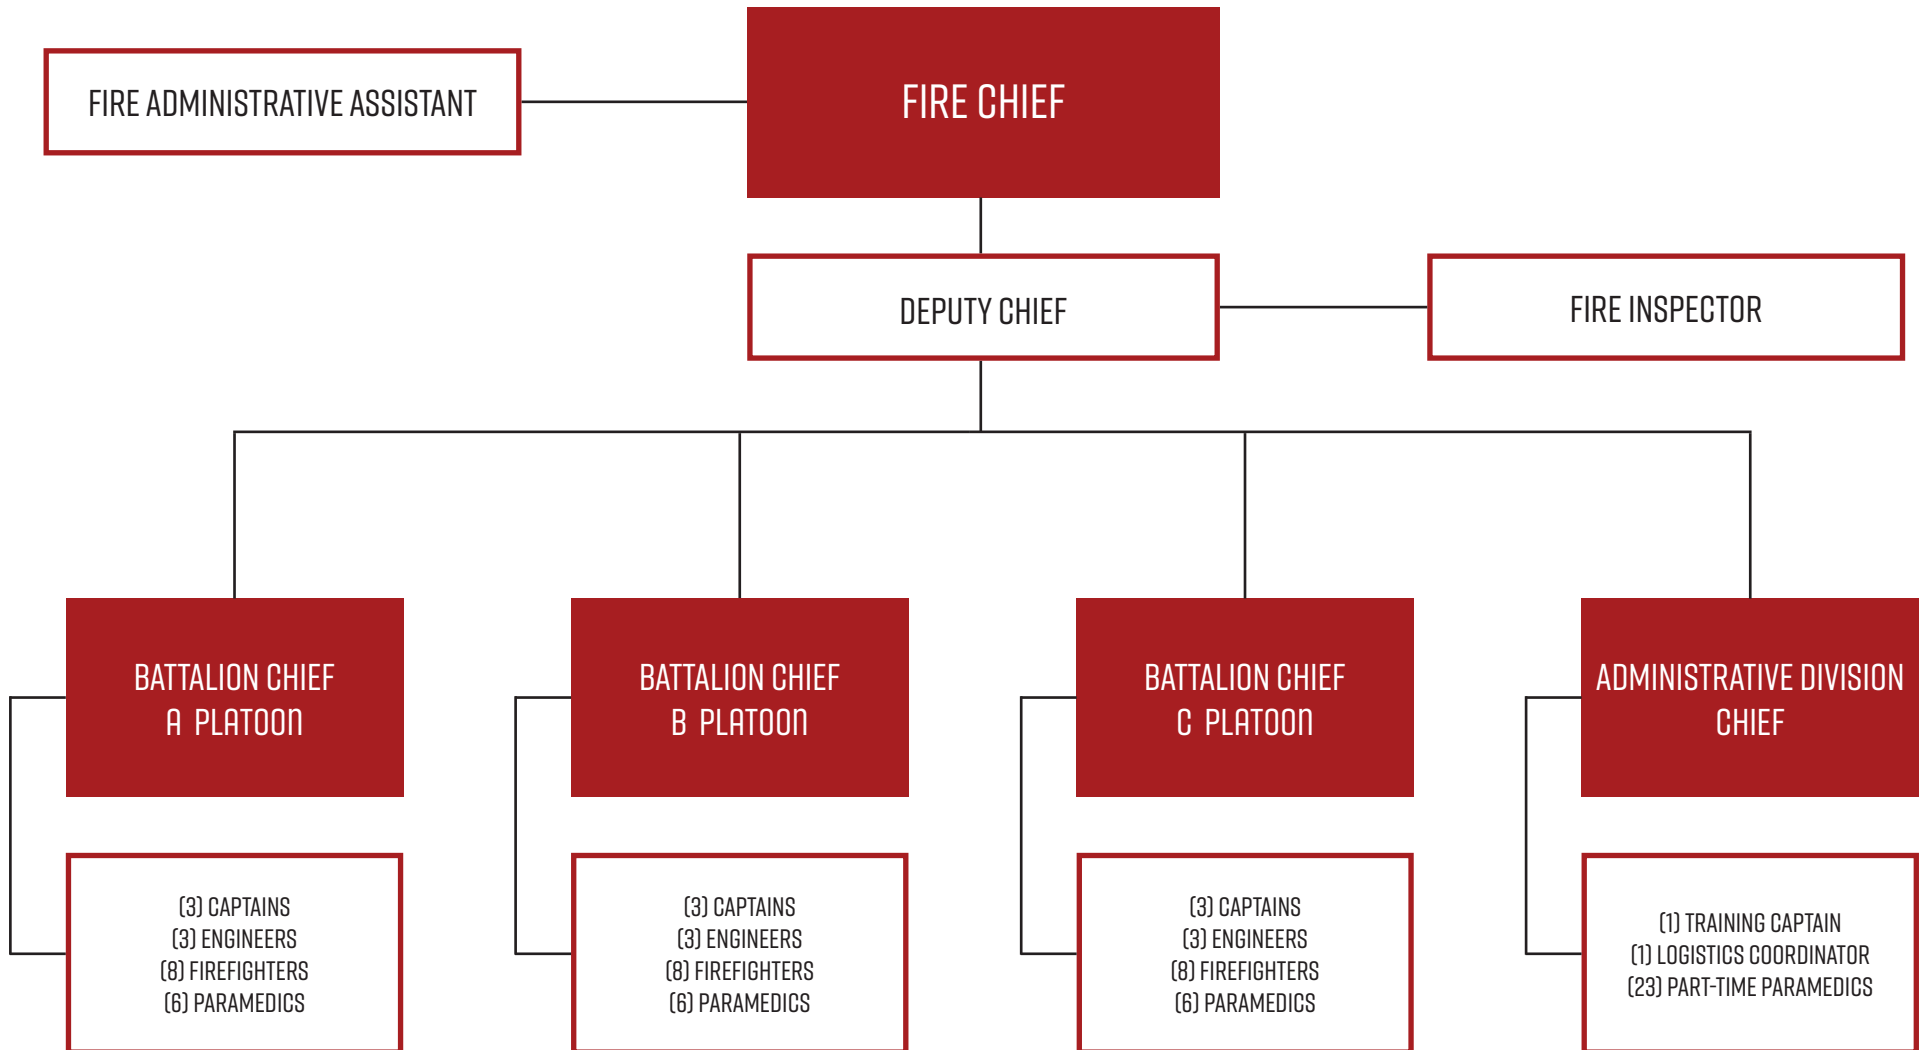 FIRE ADMINISTRATIVE ASSISTANT
FIRE CHIEF
DEPUTY CHIEF
FIRE INSPECTOR
BATTALION CHIEF
A PLATOON
BATTALION CHIEF
B PLATOON
BATTALION CHIEF
C PLATOON
ADMINISTRATIVE DIVISION
CHIEF
(3) CAPTAINS
(3) ENGINEERS
(8) FIREFIGHTERS
(6) PARAMEDICS
(3) CAPTAINS
(3) ENGINEERS
(8) FIREFIGHTERS
(6) PARAMEDICS
(3) CAPTAINS
(3) ENGINEERS
(8) FIREFIGHTERS
(6) PARAMEDICS
(1) TRAINING CAPTAIN
(1) LOGISTICS COORDINATOR
(23) PART-TIME PARAMEDICS